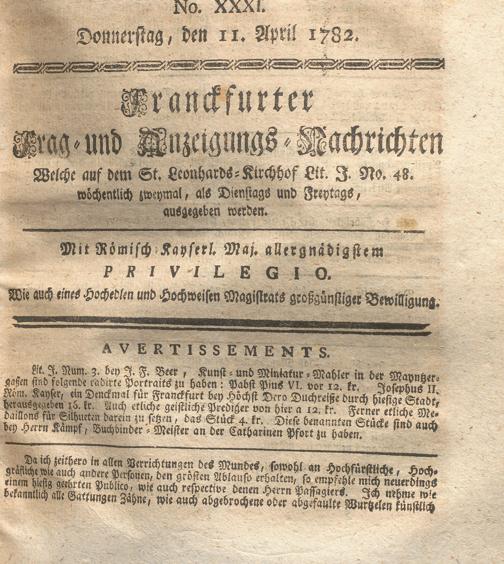 No. XXXI.
Donnerstag, den 11. April 1782.
Franckfurter
Frag- und Anzeigungs-Nachrichten
Welche auf dem St. Leonhards-Kirchhof Lit. J. No. 48.
wöchentlich zweymal, als Dienstags und Freytags,
ausgegeben werden.
Mit Römisch Kayserl. Maj. allergnädigstem
PRIVILEGIO.
Wie auch eines Hochedlen und Hochweisen Magistrats großgünstiger Bewilligung.
AVERTISSEMENTS.
Lit. J. Num. 3. bey J. F. Beer, Kunst- und Miniatur-Mahler in der Mayntzer-
gassen sind folgende radirte Portraits zu haben: Pabst Pius VI. vor 12. kr. Josephus II.
Röm. Kayser, ein Denckmal für Franckfurt bey Höchst Dero Durchreise durch hiesige Stadt,
herausgegeben 16. kr. Auch etliche geistliche Prediger von hier a 12. kr. Ferner etliche Me-
daillons für Silhueten darein zu setzen, das Stück 4. kr. Diese benannten Stücke sind auch
bey Herrn Kämpf, Buchbinder-Meister an der Catharinen Pfort zu haben.
Da ich zeithero in allen Verrichtungen des Mundes, sowohl an Hochfürstliche, Hoch-
gräfliche wie auch andere Personen, den größten Ablauf erhalten, so empfehle mich neuerdings
einem hiesig geehrten Publico, wie auch respective denen Herrn Passagiers. Ich nehme wie
bekanntlich alle Gattungen Zähne, wie auch abgebrochene oder abgefaulte Wurtzelen künstlich